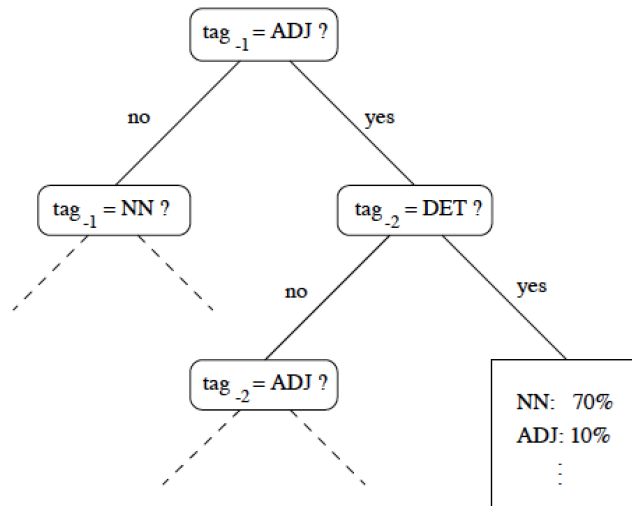 tag -1 = ADJ ?
no
yes
tag -1 = NN ?
tag -2 = DET ?
no
yes
tag -2 = ADJ ?
NN: 70%
ADJ: 10%
⋮